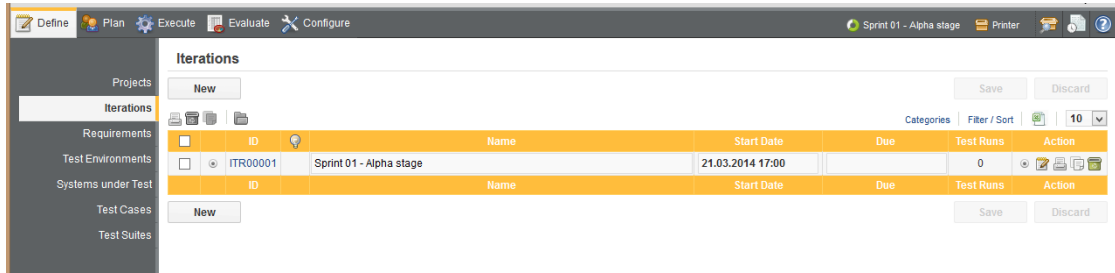 Define Plan Execute Evaluate Configure Sprint 01 - Alpha stage Printer
Iterations
Projects
Iterations
Requirements
Test Environments
Systems under Test
Test Cases
Test Suites
New Save Discard
Categories Filter / Sort 10
ID Name Start Date Due Test Runs Action
ITR00001 Sprint 01 - Alpha stage 21.03.2014 17:00 0
ID Name Start Date Due Test Runs Action
New Save Discard